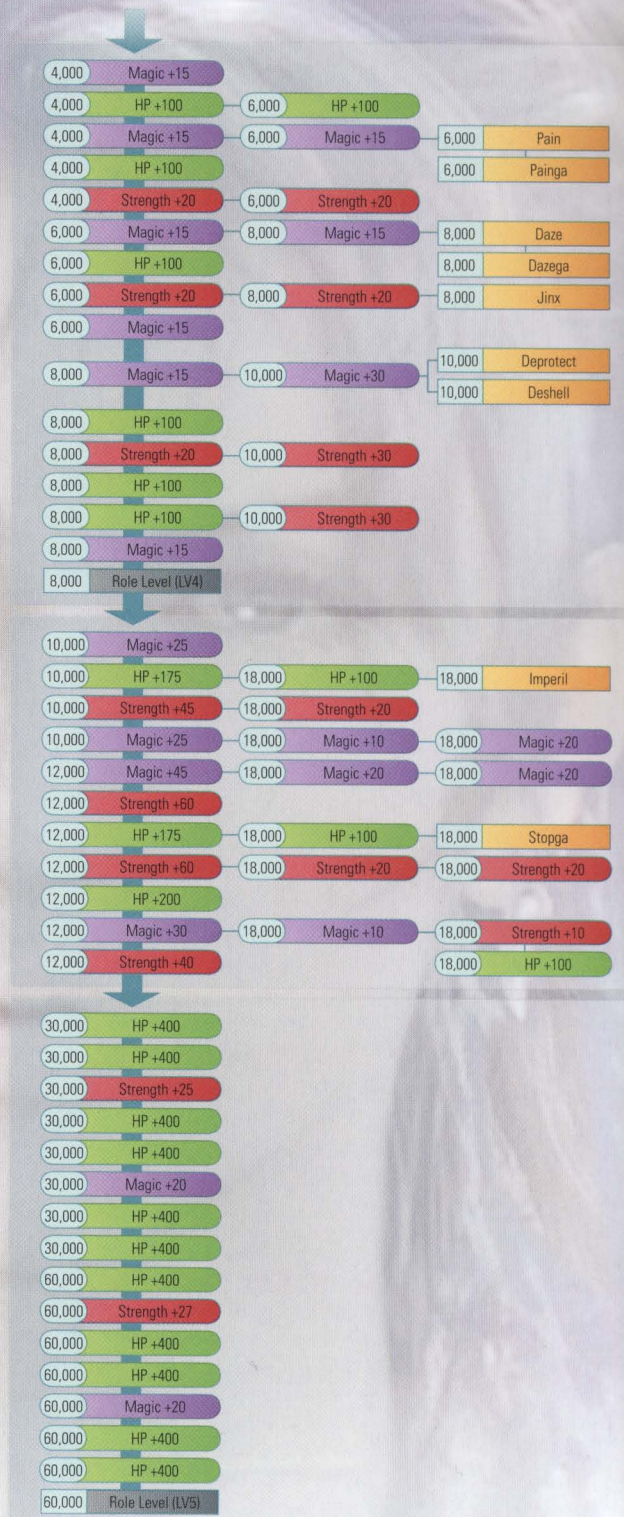 4,000 Magic +15
4,000 HP +100 6,000 HP +100
4,000 Magic +15 6,000 Magic +15 6,000 Pain
4,000 HP +100 6,000 Painga
4,000 Strength +20 6,000 Strength +20
6,000 Magic +15 8,000 Magic +15 8,000 Daze
6,000 HP +100 8,000 Dazega
6,000 Strength +20 8,000 Strength +20 8,000 Jinx
6,000 Magic +15
8,000 Magic +15 10,000 Magic +30 10,000 Deprotect
10,000 Deshell
8,000 HP +100
8,000 Strength +20 10,000 Strength +30
8,000 HP +100
8,000 HP +100 10,000 Strength +30
8,000 Magic +15
8,000 Role Level (LV4)
10,000 Magic +25
10,000 HP +175 18,000 HP +100 18,000 Imperil
10,000 Strength +45 18,000 Strength +20
10,000 Magic +25 18,000 Magic +10 18,000 Magic +20
12,000 Magic +45 18,000 Magic +20 18,000 Magic +20
12,000 Strength +60
12,000 HP +175 18,000 HP +100 18,000 Stopga
12,000 Strength +60 18,000 Strength +20 18,000 Strength +20
12,000 HP +200
12,000 Magic +30 18,000 Magic +10 18,000 Strength +10
12,000 Strength +40 18,000 HP +100
30,000 HP +400
30,000 HP +400
30,000 Strength +25
30,000 HP +400
30,000 HP +400
30,000 Magic +20
30,000 HP +400
30,000 HP +400
60,000 HP +400
60,000 Strength +27
60,000 HP +400
60,000 HP +400
60,000 Magic +20
60,000 HP +400
60,000 HP +400
60,000 Role Level (LV5)